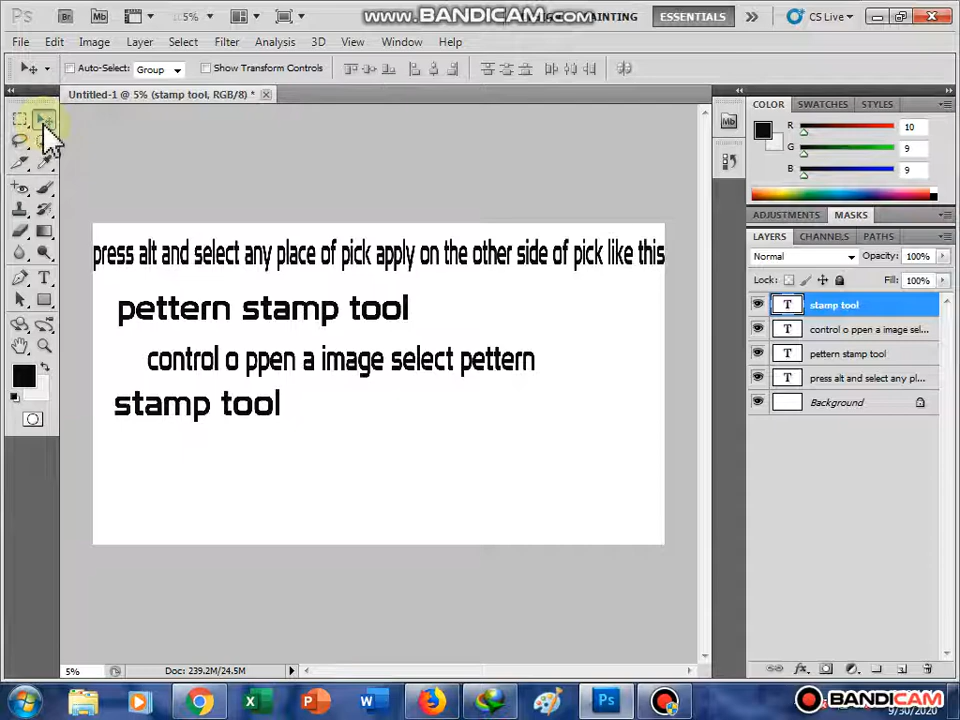 www.BANDICAM.com
PAINTING
ESSENTIALS
CS Live
File Edit Image Layer Select Filter Analysis 3D View Window Help
Auto-Select: Group Show Transform Controls
Untitled-1 @ 5% (stamp tool, RGB/8) *
press alt and select any place of pick apply on the other side of pick like this
pettern stamp tool
control o ppen a image select pettern
stamp tool
5% Doc: 239.2M/24.5M
COLOR SWATCHES STYLES
R 10
G 9
B 9
ADJUSTMENTS MASKS
LAYERS CHANNELS PATHS
Normal Opacity: 100%
Lock: Fill: 100%
T stamp tool
T control o ppen a image sel...
T pettern stamp tool
T press alt and select any pl...
Background
BANDICAM
9/30/2020